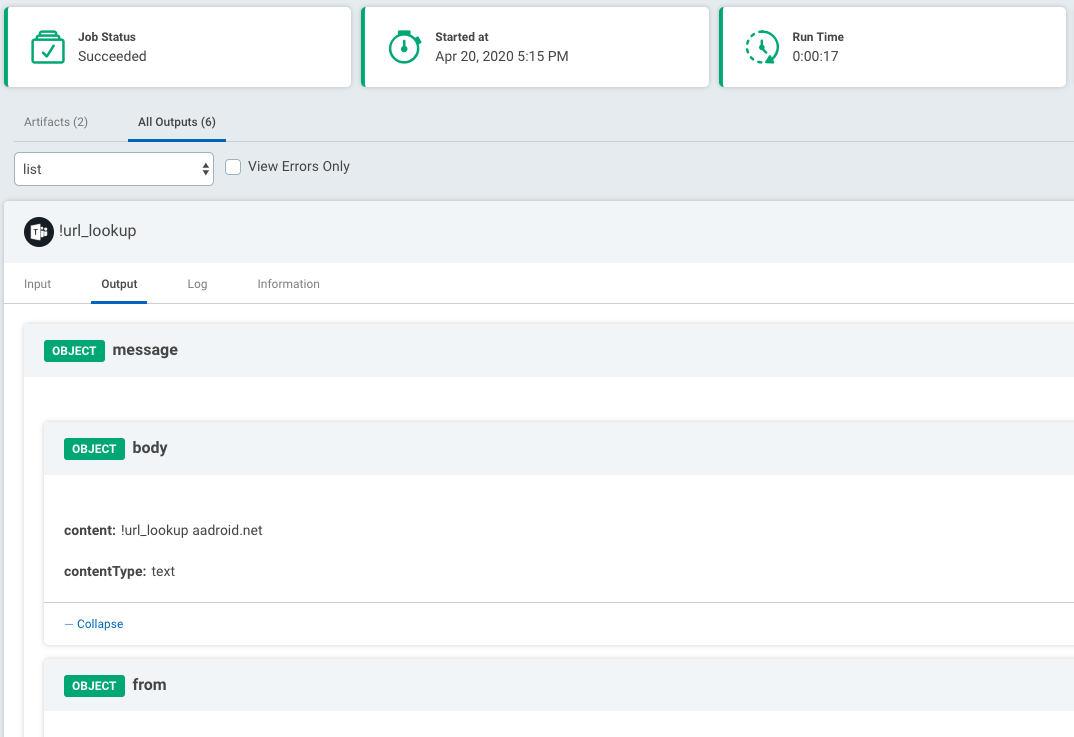 Job Status
Succeeded
Started at
Apr 20, 2020 5:15 PM
Run Time
0:00:17
Artifacts (2)
All Outputs (6)
list
View Errors Only
!url_lookup
Input
Output
Log
Information
OBJECT message
OBJECT body
content: !url_lookup aadroid.net
contentType: text
— Collapse
OBJECT from